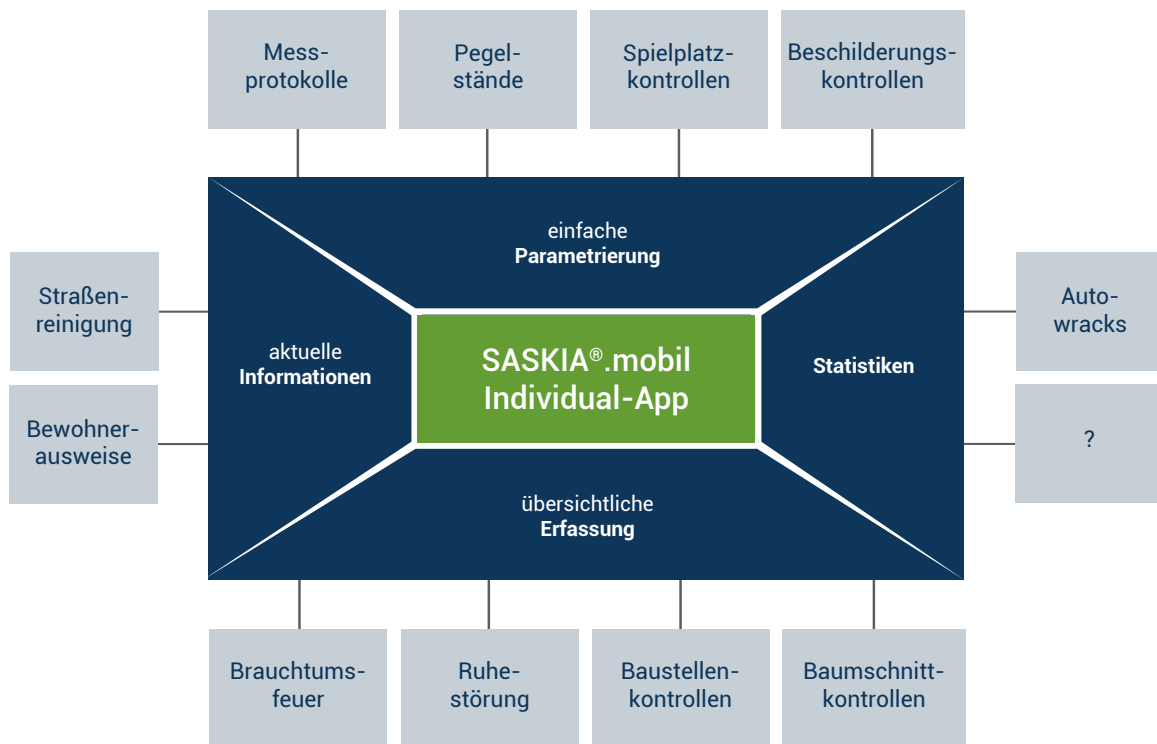 Mess-
protokolle
Pegel-
stände
Spielplatz-
kontrollen
Beschilderungs-
kontrollen
einfache
Parametrierung
Straßen-
reinigung
Bewohner-
ausweise
aktuelle
Informationen
SASKIA®.mobil
Individual-App
Statistiken
Auto-
wracks
?
übersichtliche
Erfassung
Brauchtums-
feuer
Ruhe-
störung
Baustellen-
kontrollen
Baumschnitt-
kontrollen